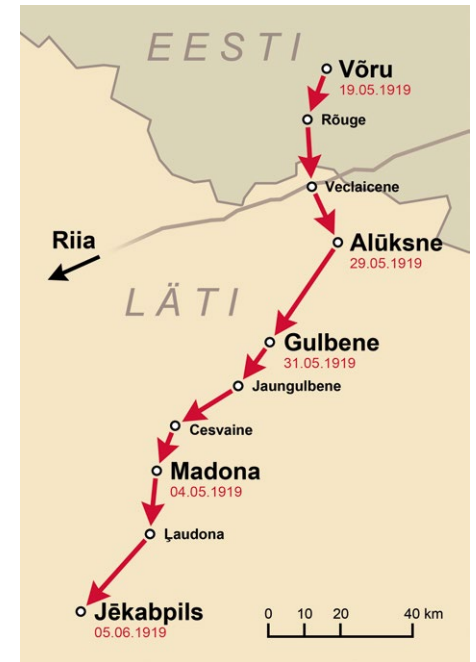 EESTI
Võru
19.05.1919
Rõuge
Veclaicene
Riia
Alūksne
29.05.1919
LÄTI
Gulbene
31.05.1919
Jaungulbene
Cesvaine
Madona
04.05.1919
Ļaudona
Jēkabpils
05.06.1919
0 10 20 40 km